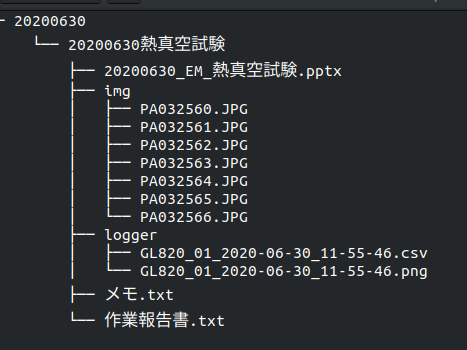 20200630
└── 20200630熱真空試験
├── 20200630_EM_熱真空試験.pptx
├── img
│   ├── PA032560.JPG
│   ├── PA032561.JPG
│   ├── PA032562.JPG
│   ├── PA032563.JPG
│   ├── PA032564.JPG
│   ├── PA032565.JPG
│   └── PA032566.JPG
├── logger
│   ├── GL820_01_2020-06-30_11-55-46.csv
│   └── GL820_01_2020-06-30_11-55-46.png
├── メモ.txt
└── 作業報告書.txt